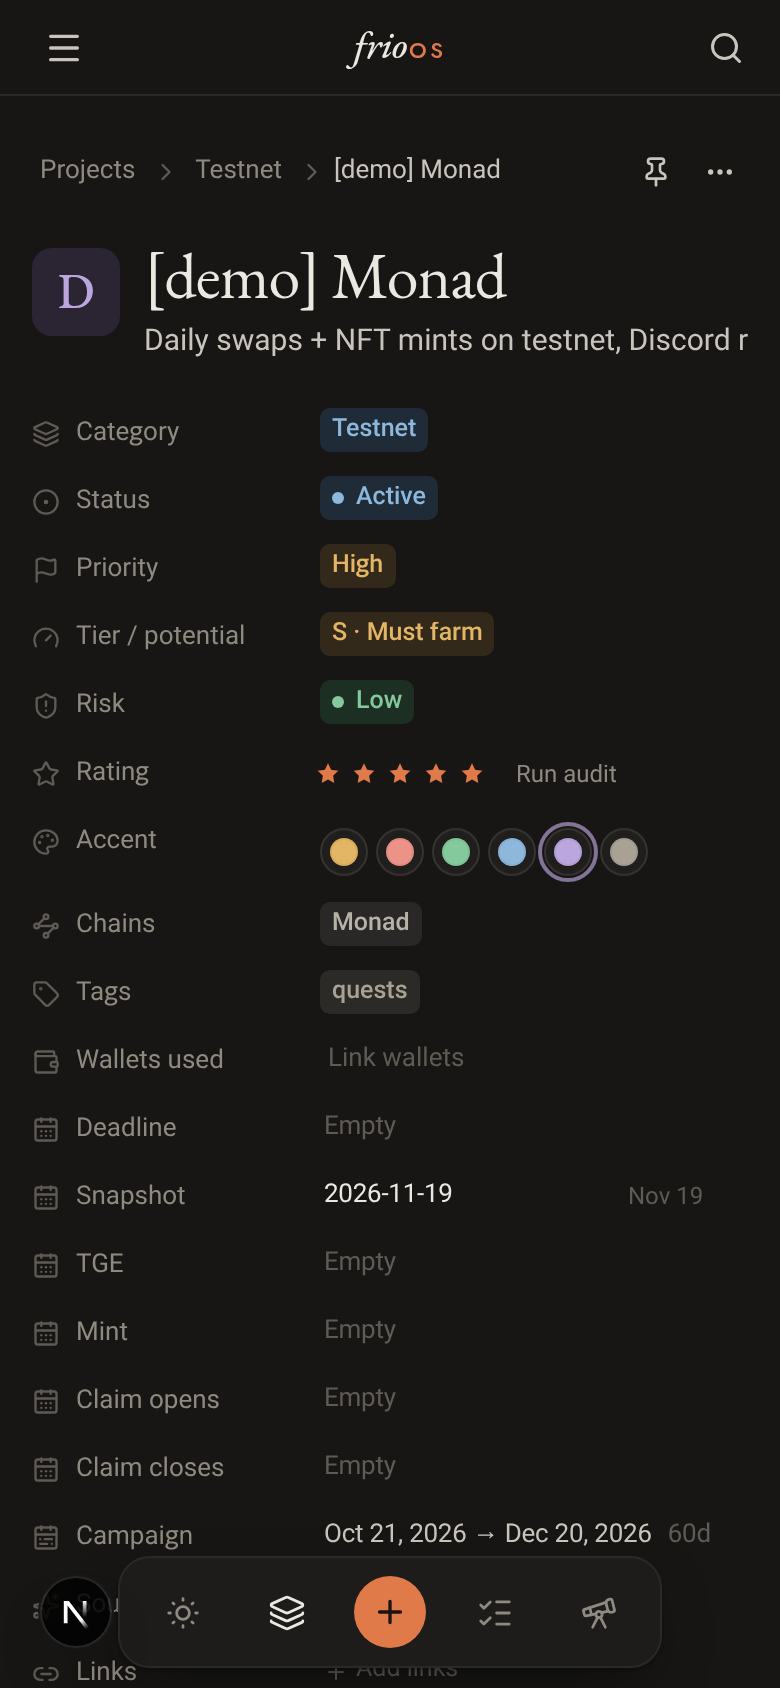 frioos
Projects > Testnet > [demo] Monad
D
[demo] Monad
Daily swaps + NFT mints on testnet, Discord r
Category Testnet
Status Active
Priority High
Tier / potential S · Must farm
Risk Low
Rating Run audit
Accent
Chains Monad
Tags quests
Wallets used Link wallets
Deadline Empty
Snapshot 2026-11-19 Nov 19
TGE Empty
Mint Empty
Claim opens Empty
Claim closes Empty
Campaign Oct 21, 2026 → Dec 20, 2026 60d
N
Links + Add links